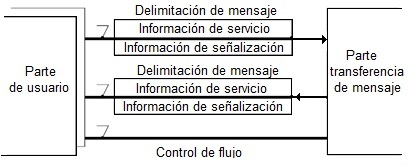 Delimitación de mensaje
Información de servicio
Información de señalización
Delimitación de mensaje
Información de servicio
Información de señalización
Parte
de usuario
Parte
transferencia
de mensaje
Control de flujo